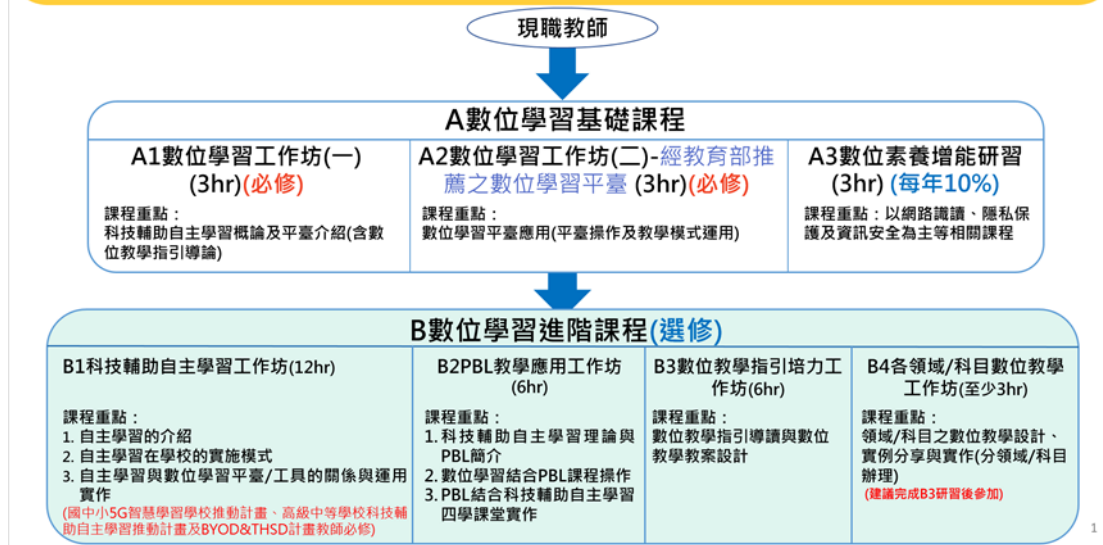 現職教師
A數位學習基礎課程
A1數位學習工作坊(一)
(3hr)(必修)
課程重點：
科技輔助自主學習概論及平臺介紹(含數
位教學指引導論)
A2數位學習工作坊(二)-經教育部推
薦之數位學習平臺 (3hr)(必修)
課程重點：
數位學習平臺應用(平臺操作及教學模式運用)
A3數位素養增能研習
(3hr) (每年10%)
課程重點：以網路識讀、隱私保
護及資訊安全為主等相關課程
B數位學習進階課程(選修)
B1科技輔助自主學習工作坊(12hr)
課程重點：
1. 自主學習的介紹
2. 自主學習在學校的實施模式
3. 自主學習與數位學習平臺/工具的關係與運用
實作
(國中小5G智慧學習學校推動計畫、高級中等學校科技輔
助自主學習推動計畫及BYOD&THSD計畫教師必修)
B2PBL教學應用工作坊
(6hr)
課程重點：
1.科技輔助自主學習理論與
PBL簡介
2.數位學習結合PBL課程操作
3.PBL結合科技輔助自主學習
四學課堂實作
B3數位教學指引培力工
作坊(6hr)
課程重點：
數位教學指引導讀與數位
教學教案設計
B4各領域/科目數位教學
工作坊(至少3hr)
課程重點：
領域/科目之數位教學設計、
實例分享與實作(分領域/科目
辦理)
(建議完成B3研習後參加)
1